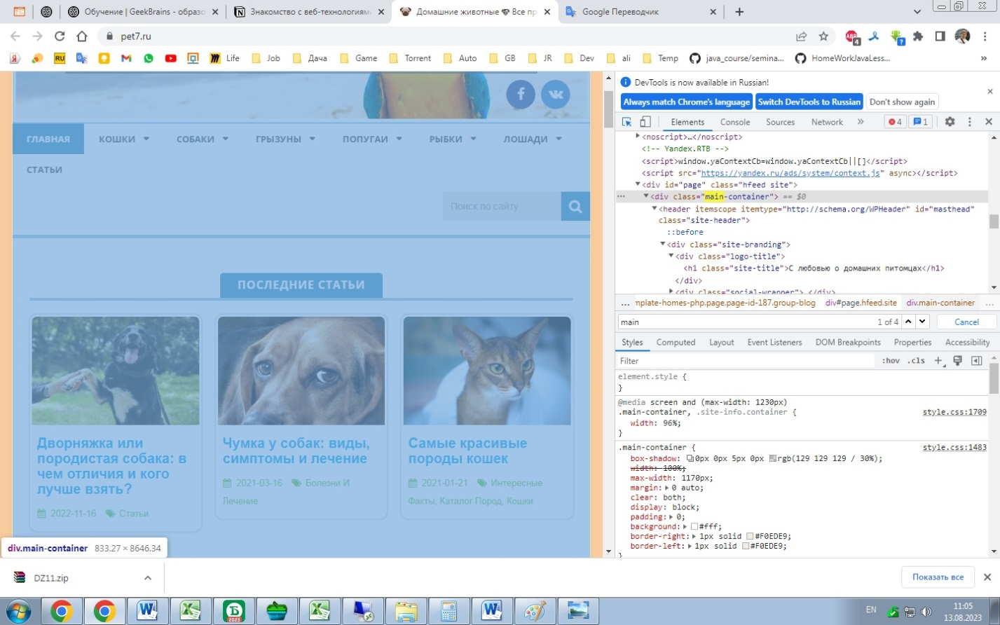 Обучение | GeekBrains - образо
Знакомство с веб-технологиям
Домашние животные 💎 Все пр
Google Переводчик
pet7.ru
ABP 4
?
Я
RU
Life
Job
Дача
Game
Torrent
Auto
GB
JR
Dev
ali
Temp
java_course/semina...
HomeWorkJavaLess...
»
ГЛАВНАЯ КОШКИ СОБАКИ ГРЫЗУНЫ ПОПУГАИ РЫБКИ ЛОШАДИ
СТАТЬИ
Поиск по сайту
ПОСЛЕДНИЕ СТАТЬИ
Дворняжка или
породистая собака: в
чем отличия и кого
лучше взять?
2022-11-16 Статьи
Чумка у собак: виды,
симптомы и лечение
2021-03-16 Болезни И
Лечение
Самые красивые
породы кошек
2021-01-21 Интересные
Факты, Каталог Пород, Кошки
div.main-container 833.27 × 8646.34
DevTools is now available in Russian!
Always match Chrome's language Switch DevTools to Russian Don't show again
Elements Console Sources Network » 4 1
<noscript>…</noscript>
<!-- Yandex.RTB -->
<script>window.yaContextCb=window.yaContextCb||[]</script>
<script src="https://yandex.ru/ads/system/context.js" async></script>
<div id="page" class="hfeed site">
··· <div class="main-container"> == $0
<header itemscope itemtype="http://schema.org/WPHeader" id="masthead"
class="site-header">
::before
<div class="site-branding">
<div class="logo-title">
<h1 class="site-title">С любовью о домашних питомцах</h1>
</div>
<div class="social-wrapper">…</div>
... mplate-homes-php.page.page-id-187.group-blog div#page.hfeed.site div.main-container ...
main 1 of 4 Cancel
Styles Computed Layout Event Listeners DOM Breakpoints Properties Accessibility
Filter :hov .cls +
element.style {
}
@media screen and (max-width: 1230px)
.main-container, .site-info.container { style.css:1709
width: 96%;
}
.main-container { style.css:1483
box-shadow: 0px 0px 5px 0px rgb(129 129 129 / 30%);
width: 100%;
max-width: 1170px;
margin: 0 auto;
clear: both;
display: block;
padding: 0;
background: #fff;
border-right: 1px solid #F0EDE9;
border-left: 1px solid #F0EDE9;
}
DZ11.zip
Показать все
Б 2023
EN
11:05
13.08.2023